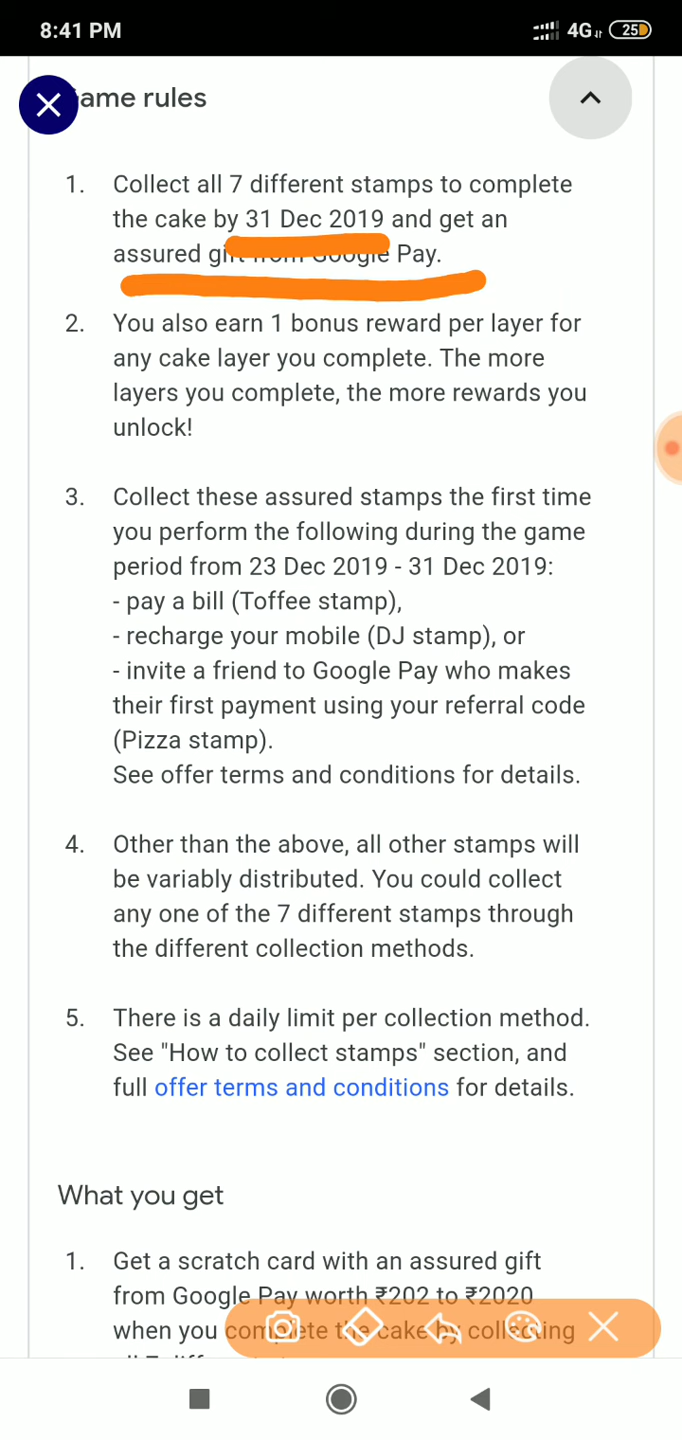 8:41 PM
4G
25
ame rules
1. Collect all 7 different stamps to complete
the cake by 31 Dec 2019 and get an
assured gift from Google Pay.
2. You also earn 1 bonus reward per layer for
any cake layer you complete. The more
layers you complete, the more rewards you
unlock!
3. Collect these assured stamps the first time
you perform the following during the game
period from 23 Dec 2019 - 31 Dec 2019:
- pay a bill (Toffee stamp),
- recharge your mobile (DJ stamp), or
- invite a friend to Google Pay who makes
their first payment using your referral code
(Pizza stamp).
See offer terms and conditions for details.
4. Other than the above, all other stamps will
be variably distributed. You could collect
any one of the 7 different stamps through
the different collection methods.
5. There is a daily limit per collection method.
See "How to collect stamps" section, and
full offer terms and conditions for details.
What you get
1. Get a scratch card with an assured gift
from Google Pay worth ₹202 to ₹2020
when you complete the cake by collecting